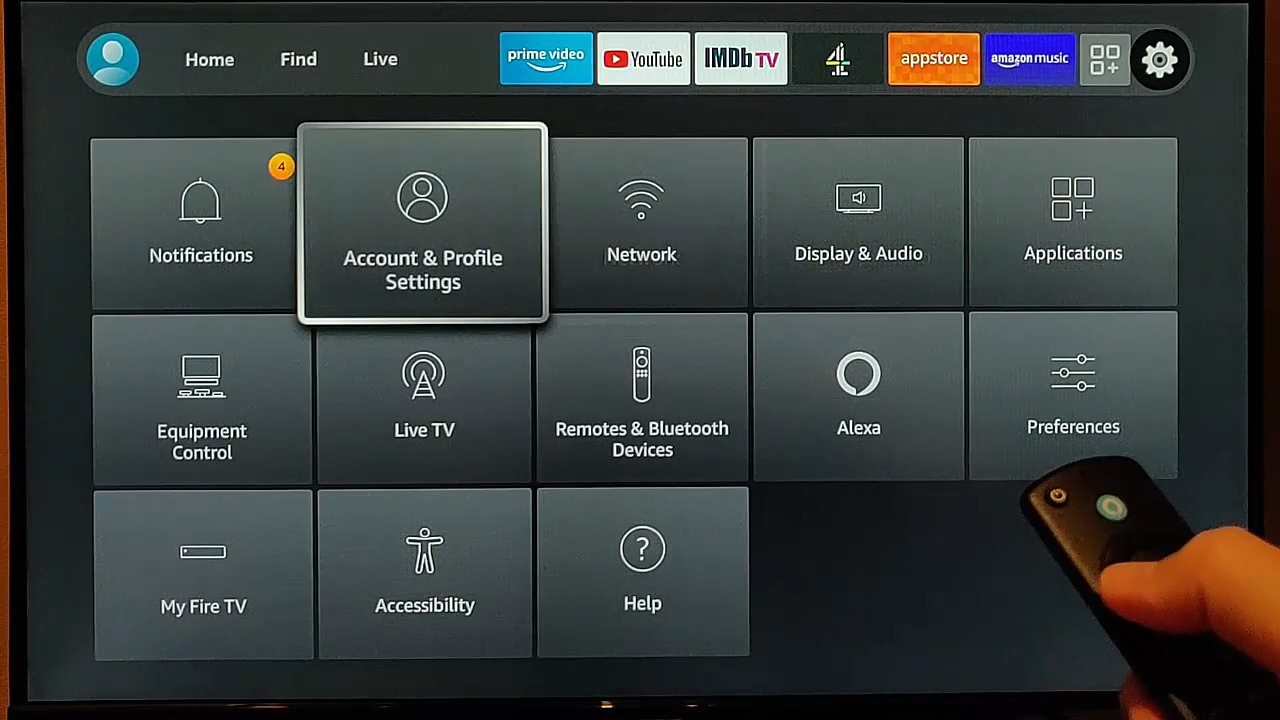 Home
Find
Live
prime video
YouTube
IMDb TV
4
appstore
amazon music
4
Notifications
Account & Profile
Settings
Network
Display & Audio
Applications
Equipment
Control
Live TV
Remotes & Bluetooth
Devices
Alexa
Preferences
My Fire TV
Accessibility
?
Help